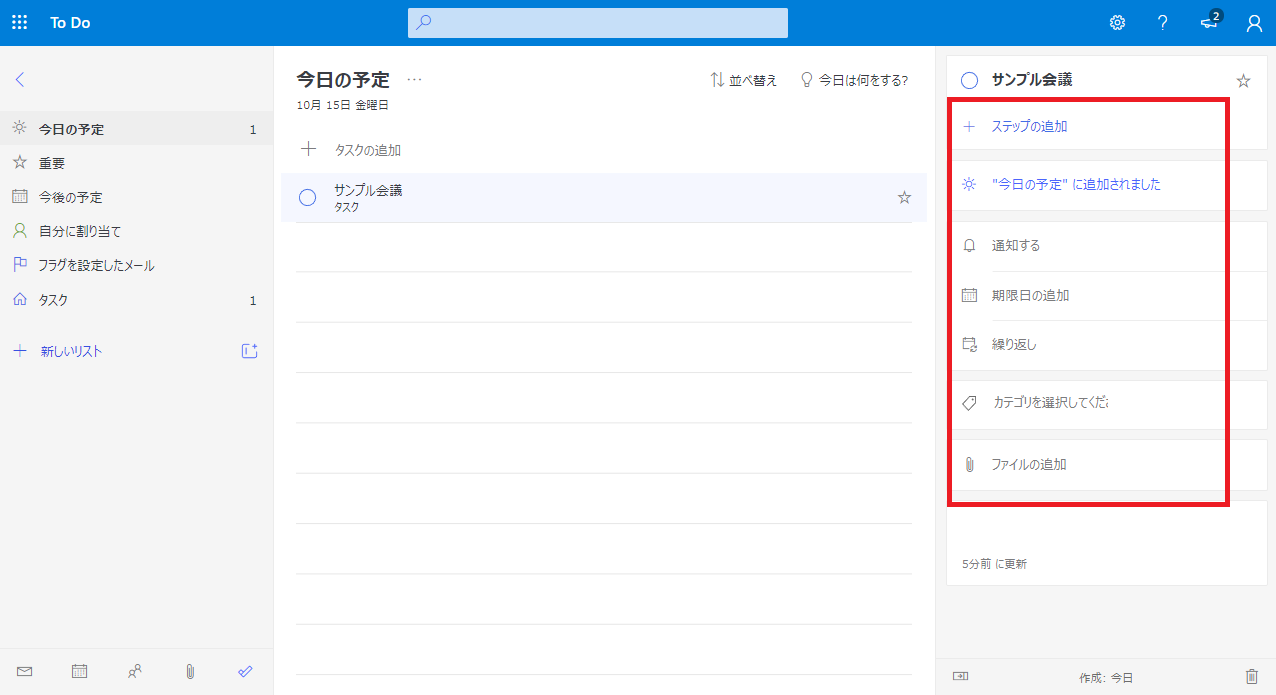 To Do
2
今日の予定 1
重要
今後の予定
自分に割り当て
フラグを設定したメール
タスク 1
新しいリスト
今日の予定 ...
10月 15日 金曜日
並べ替え 今日は何をする?
タスクの追加
サンプル会議
タスク
サンプル会議
ステップの追加
"今日の予定" に追加されました
通知する
期限日の追加
繰り返し
カテゴリを選択してくだ
ファイルの追加
5分前 に更新
作成: 今日